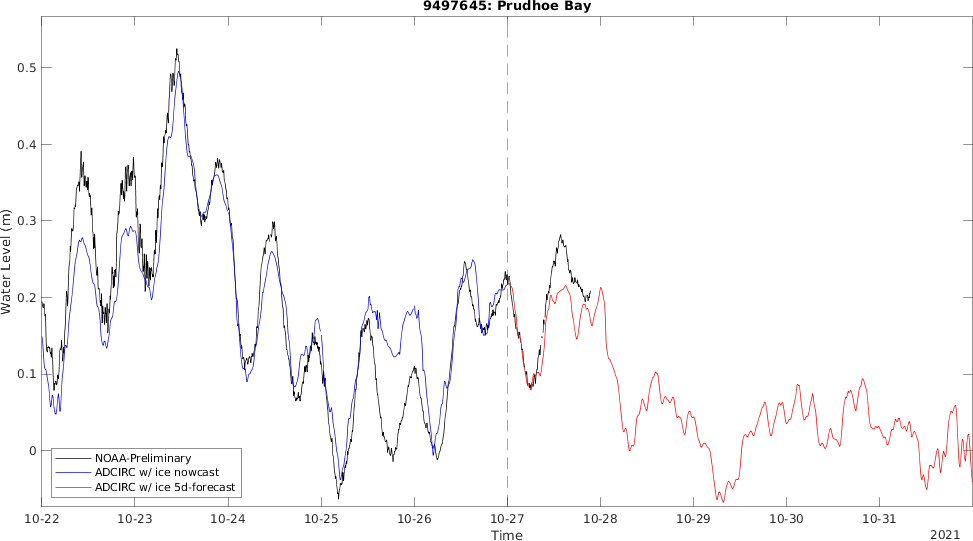 9497645: Prudhoe Bay
Water Level (m)
0.5
0.4
0.3
0.2
0.1
0
NOAA-Preliminary
ADCIRC w/ ice nowcast
ADCIRC w/ ice 5d-forecast
10-22 10-23 10-24 10-25 10-26 10-27 10-28 10-29 10-30 10-31
Time
2021